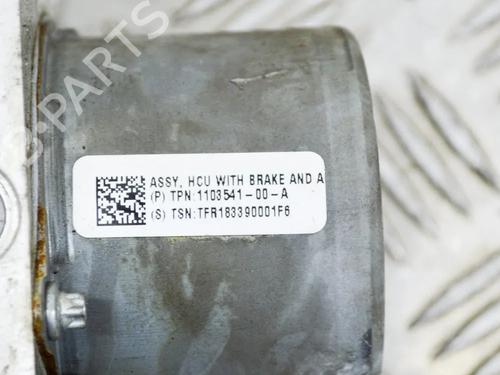 B-PARTS
ASSY, HCU WITH BRAKE AND A
(P) TPN:1103541-00-A
(S) TSN:TFR183390001F6